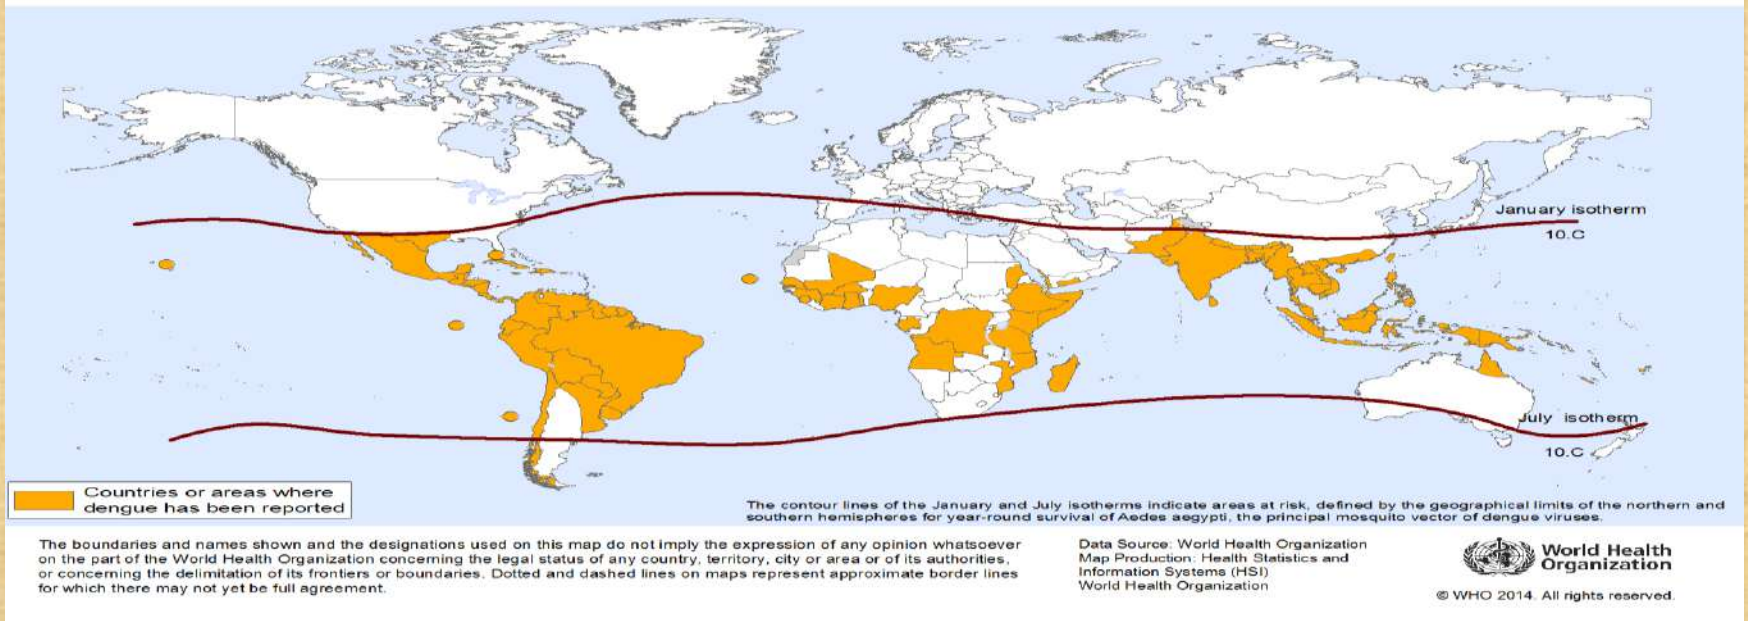 January isotherm
10.C
July isotherm
10.C
Countries or areas where
dengue has been reported
The contour lines of the January and July isotherms indicate areas at risk, defined by the geographical limits of the northern and
southern hemispheres for year-round survival of Aedes aegypti, the principal mosquito vector of dengue viruses.
The boundaries and names shown and the designations used on this map do not imply the expression of any opinion whatsoever
on the part of the World Health Organization concerning the legal status of any country, territory, city or area or of its authorities,
or concerning the delimitation of its frontiers or boundaries. Dotted and dashed lines on maps represent approximate border lines
for which there may not yet be full agreement.
Data Source: World Health Organization
Map Production: Health Statistics and
Information Systems (HSI)
World Health Organization
World Health
Organization
© WHO 2014. All rights reserved.